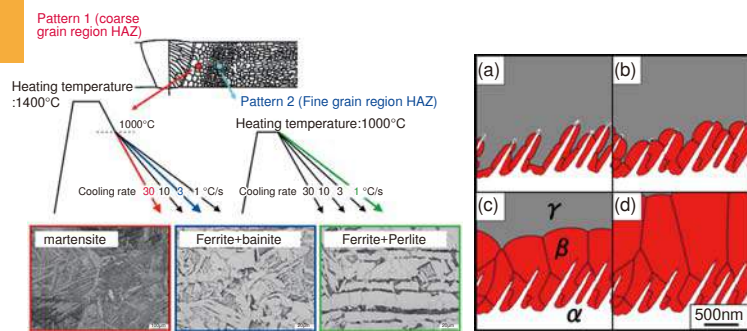 Pattern 1 (coarse
grain region HAZ)
Heating temperature
:1400°C
Pattern 2 (Fine grain region HAZ)
1000°C
Heating temperature:1000°C
Cooling rate 30 10 3 1 °C/s
Cooling rate 30 10 3 1 °C/s
martensite
Ferrite+bainite
Ferrite+Perlite
(a)
(b)
(c)
(d)
γ
β
α
500nm